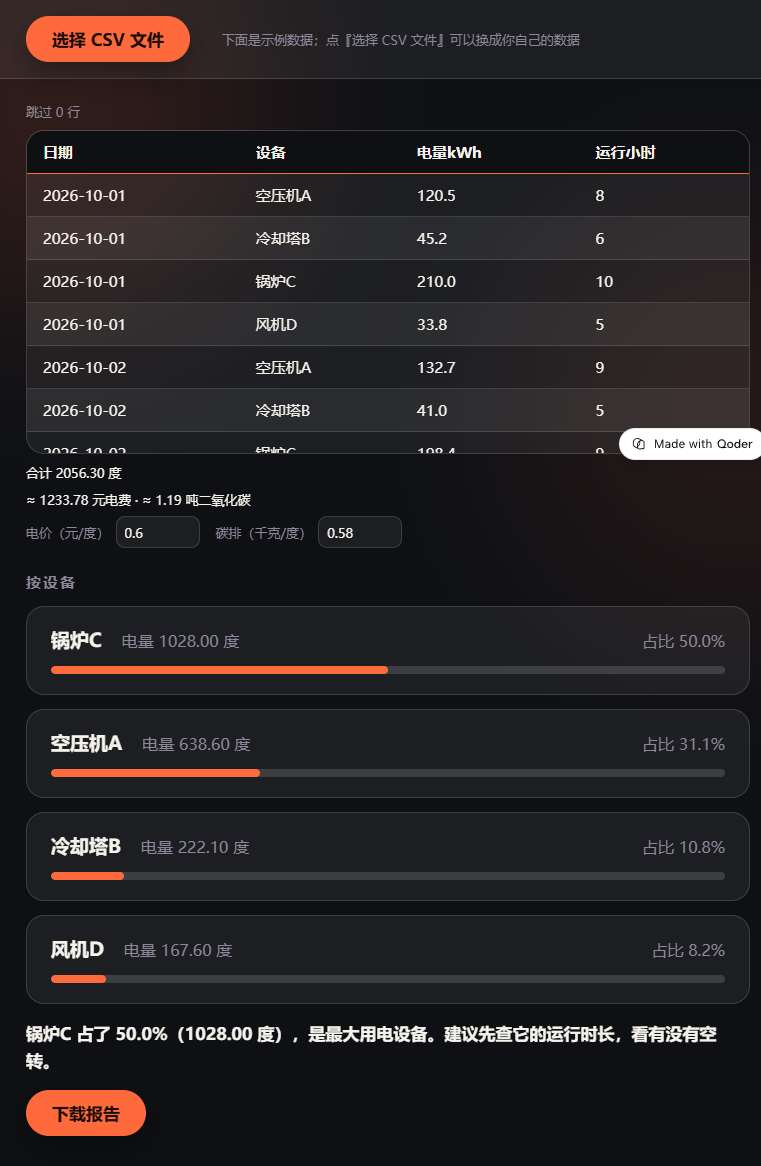 选择 CSV 文件
下面是示例数据；点『选择 CSV 文件』可以换成你自己的数据
跳过 0 行
日期 设备 电量kWh 运行小时
2026-10-01 空压机A 120.5 8
2026-10-01 冷却塔B 45.2 6
2026-10-01 锅炉C 210.0 10
2026-10-01 风机D 33.8 5
2026-10-02 空压机A 132.7 9
2026-10-02 冷却塔B 41.0 5
2026-10-02 锅炉C 198.4 9
Made with Qoder
合计 2056.30 度
≈ 1233.78 元电费 · ≈ 1.19 吨二氧化碳
电价（元/度） 0.6 碳排（千克/度） 0.58
按设备
锅炉C 电量 1028.00 度 占比 50.0%
空压机A 电量 638.60 度 占比 31.1%
冷却塔B 电量 222.10 度 占比 10.8%
风机D 电量 167.60 度 占比 8.2%
锅炉C 占了 50.0%（1028.00 度），是最大用电设备。建议先查它的运行时长，看有没有空
转。
下载报告